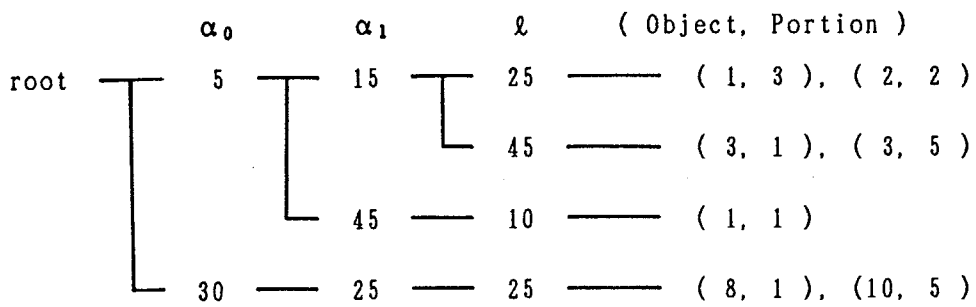 α₀ α₁ ℓ ( Object, Portion )
root 5 15 25 ( 1, 3 ), ( 2, 2 )
45 ( 3, 1 ), ( 3, 5 )
45 10 ( 1, 1 )
30 25 25 ( 8, 1 ), (10, 5 )